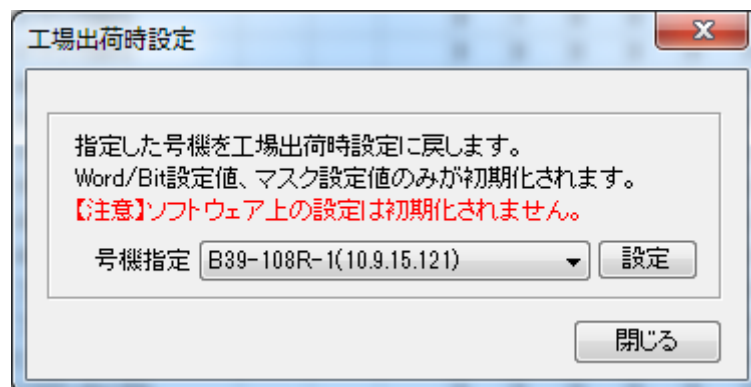 工場出荷時設定
指定した号機を工場出荷時設定に戻します。
Word/Bit設定値、マスク設定値のみが初期化されます。
【注意】ソフトウェア上の設定は初期化されません。
号機指定 B39-108R-1(10.9.15.121) 設定
閉じる